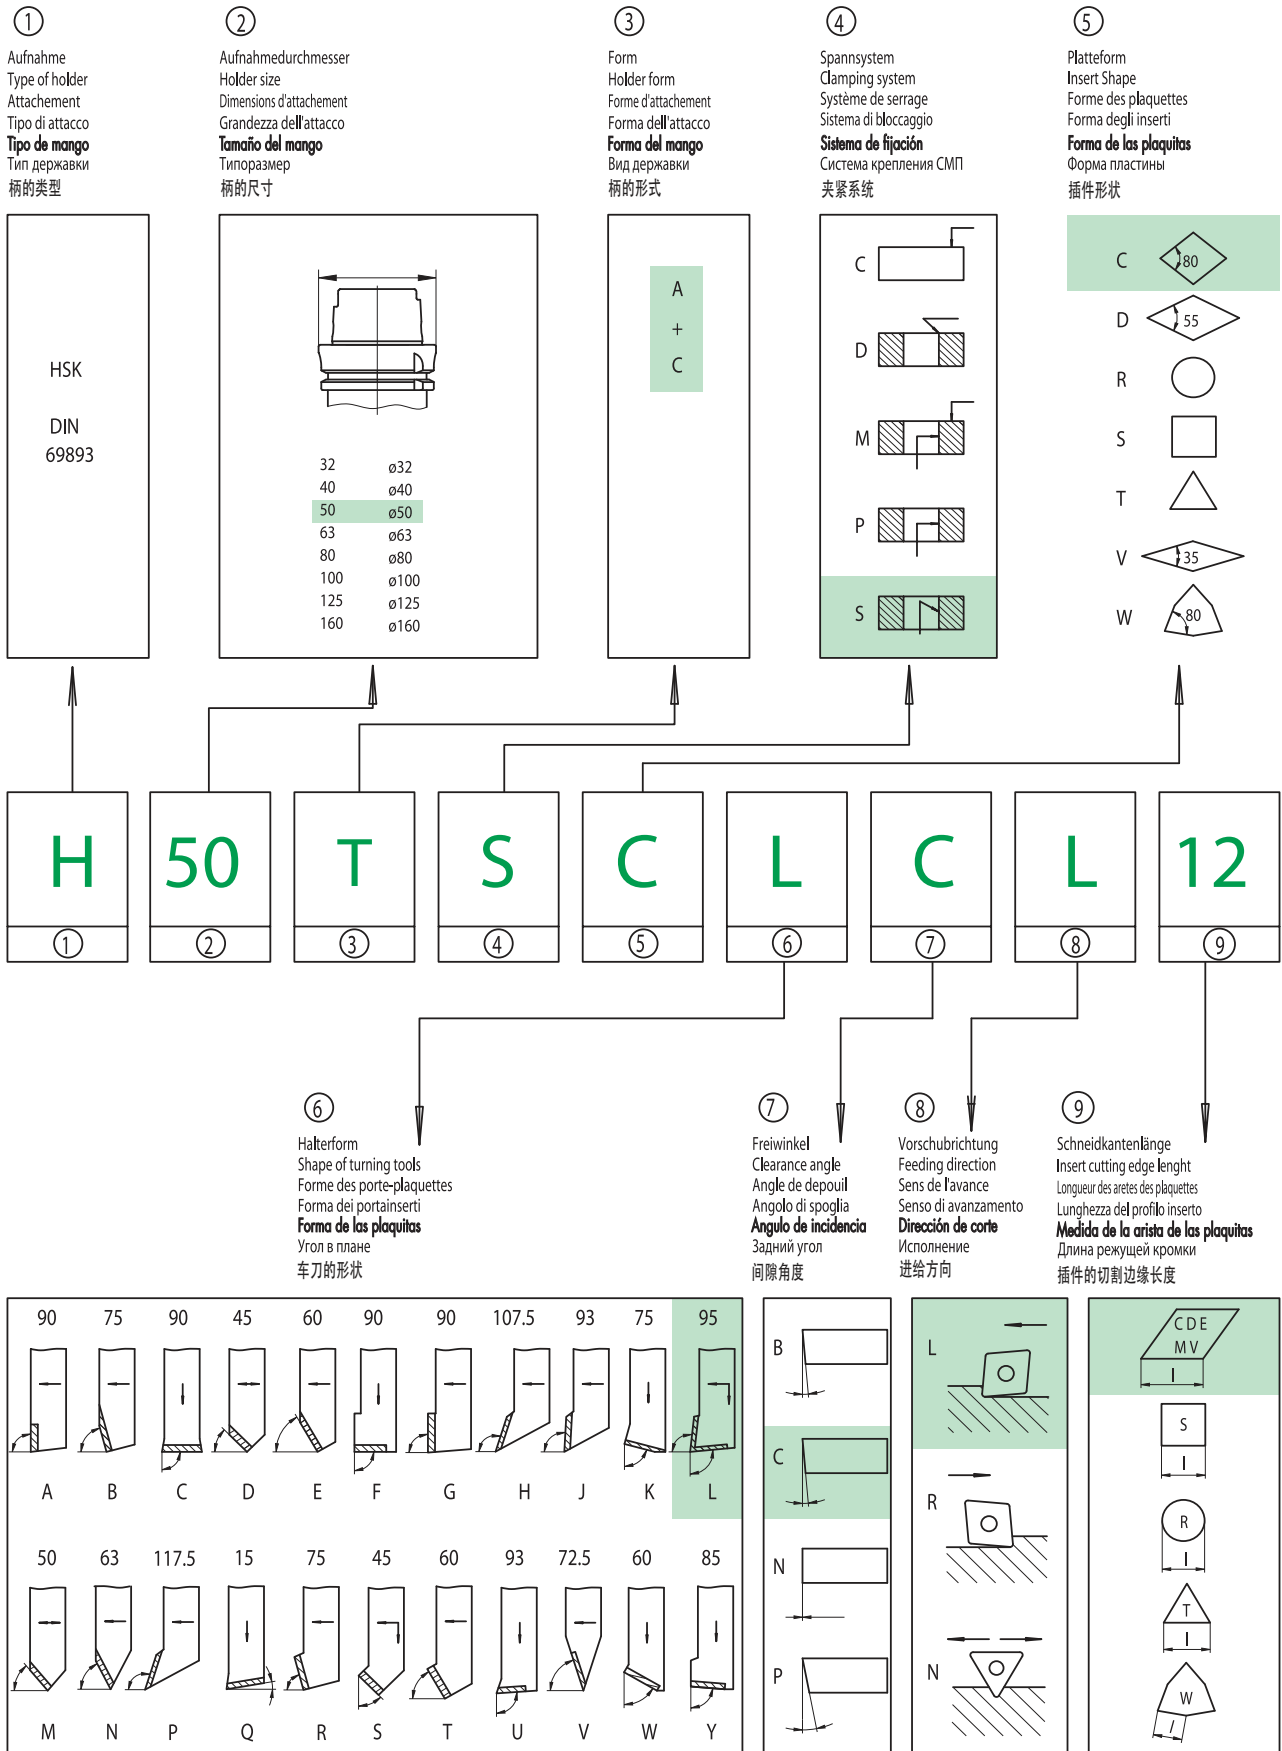 1
Aufnahme
Type of holder
Attachement
Tipo di attacco
Tipo de mango
Тип державки
柄的类型
2
Aufnahmedurchmesser
Holder size
Dimensions d'attachement
Grandezza dell'attacco
Tamaño del mango
Типоразмер
柄的尺寸
3
Form
Holder form
Forme d'attachement
Forma dell'attacco
Forma del mango
Вид державки
柄的形式
4
Spannsystem
Clamping system
Système de serrage
Sistema di bloccaggio
Sistema de fijación
Система крепления СМП
夹紧系统
5
Platteform
Insert Shape
Forme des plaquettes
Forma degli inserti
Forma de las plaquitas
Форма пластины
插件形状
HSK
DIN
69893
32 ø32
40 ø40
50 ø50
63 ø63
80 ø80
100 ø100
125 ø125
160 ø160
A
+
C
C
D
M
P
S
C 80
D 55
R
S
T
V 35
W 80
H 50 T S C L C L 12
1 2 3 4 5 6 7 8 9
6
Halterform
Shape of turning tools
Forme des porte-plaquettes
Forma dei portainserti
Forma de las plaquitas
Угол в плане
车刀的形状
7
Freiwinkel
Clearance angle
Angle de depouil
Angolo di spoglia
Angulo de incidencia
Задний угол
间隙角度
8
Vorschubrichtung
Feeding direction
Sens de l'avance
Senso di avanzamento
Dirección de corte
Исполнение
进给方向
9
Schneidkantenlänge
Insert cutting edge lenght
Longueur des aretes des plaquettes
Lunghezza del profilo inserto
Medida de la arista de las plaquitas
Длина режущей кромки
插件的切割边缘长度
90 75 90 45 60 90 90 107.5 93 75 95
A B C D E F G H J K L
50 63 117.5 15 75 45 60 93 72.5 60 85
M N P Q R S T U V W Y
B
C
N
P
L
R
N
C D E
M V
l
S
l
R
l
T
l
W
l